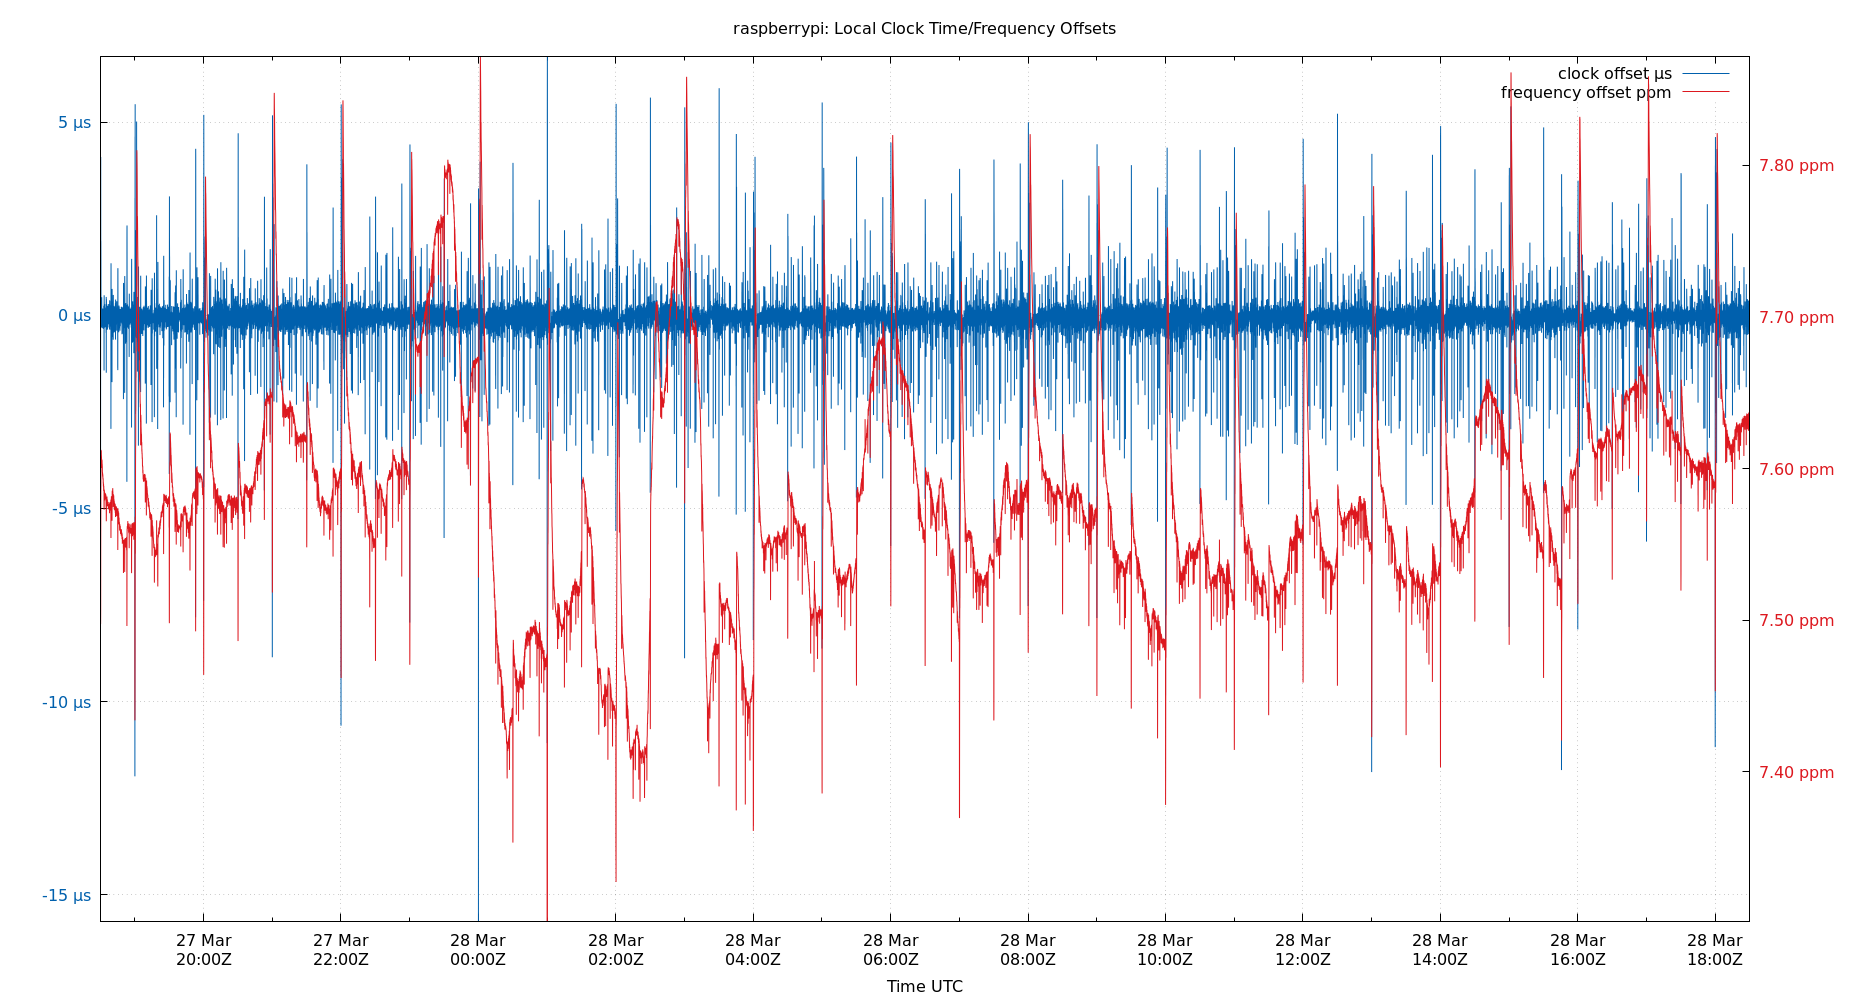 raspberrypi: Local Clock Time/Frequency Offsets
clock offset µs
frequency offset ppm
5 µs
0 µs
-5 µs
-10 µs
-15 µs
7.80 ppm
7.70 ppm
7.60 ppm
7.50 ppm
7.40 ppm
27 Mar 27 Mar 28 Mar 28 Mar 28 Mar 28 Mar 28 Mar 28 Mar 28 Mar 28 Mar 28 Mar 28 Mar
20:00Z 22:00Z 00:00Z 02:00Z 04:00Z 06:00Z 08:00Z 10:00Z 12:00Z 14:00Z 16:00Z 18:00Z
Time UTC